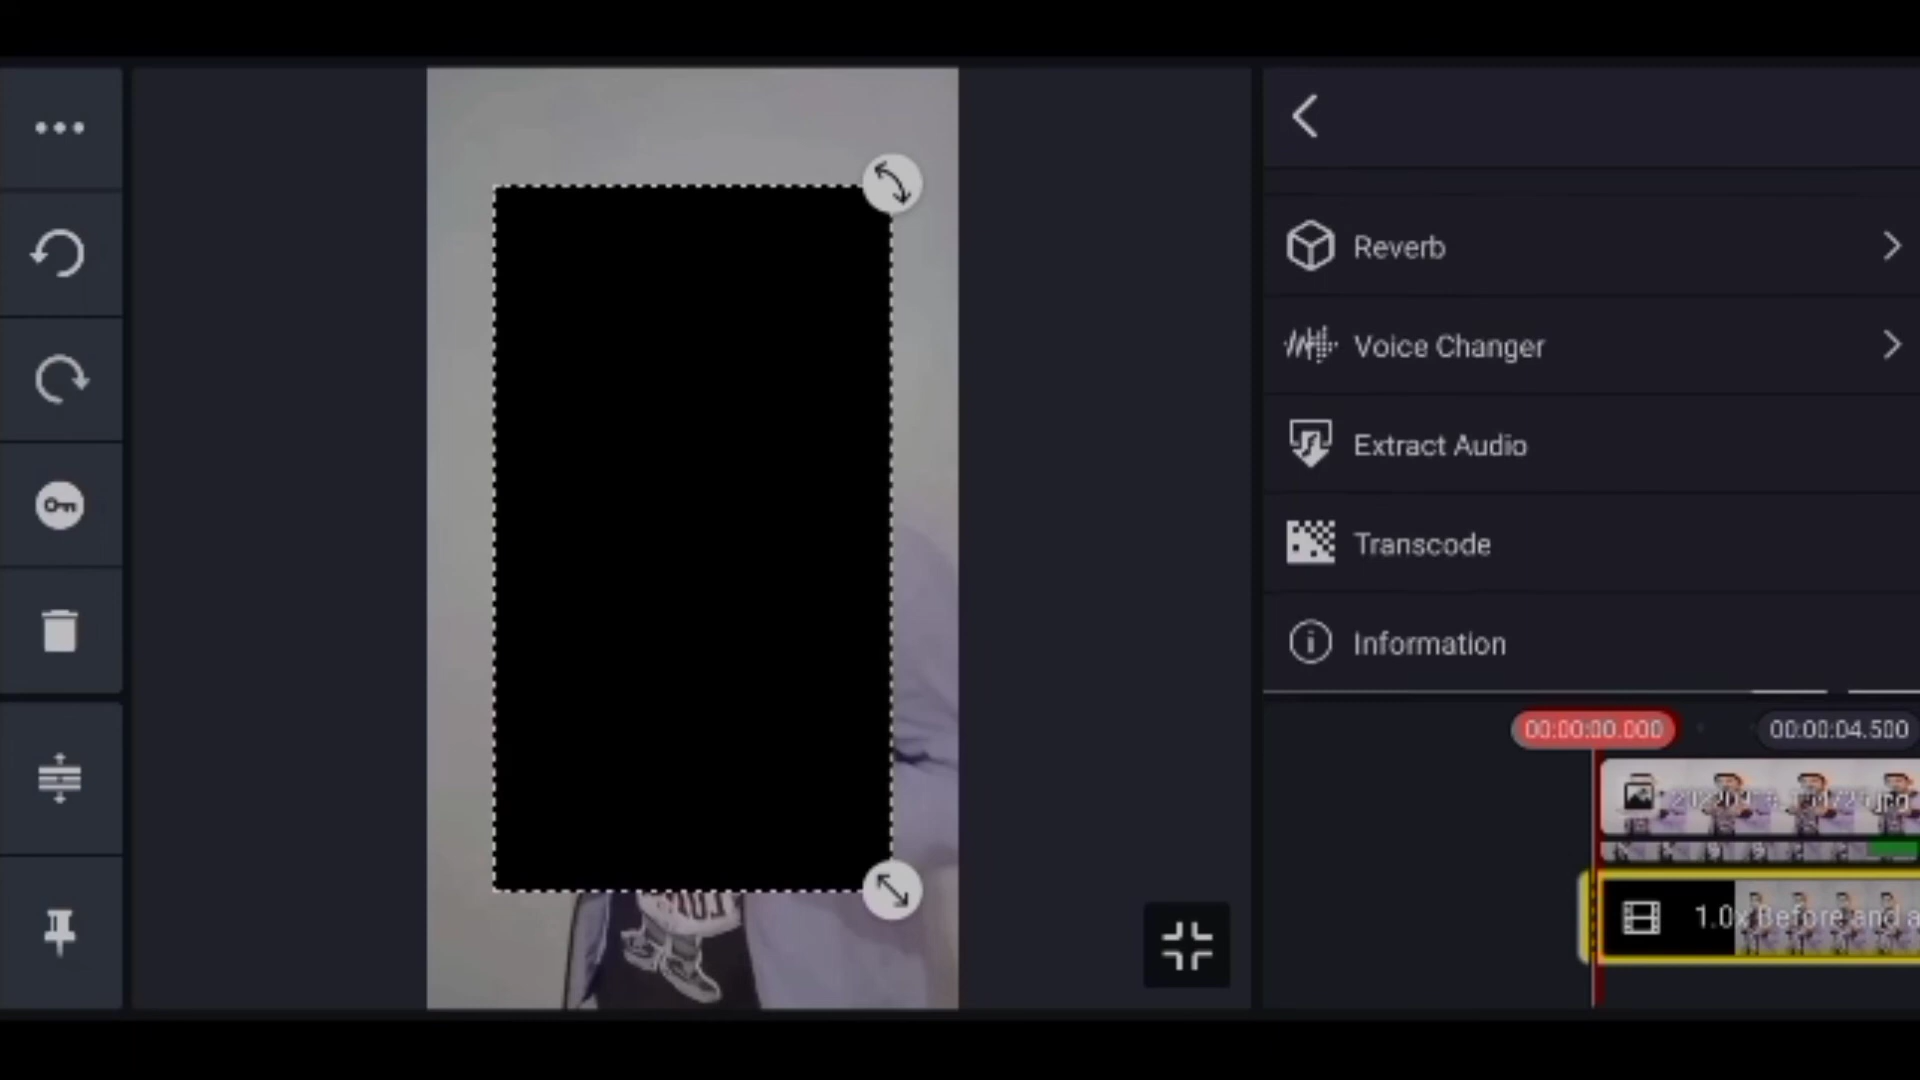 Reverb
Voice Changer
Extract Audio
Transcode
Information
00:00:00.000
00:00:04.500
1.0x Before and a